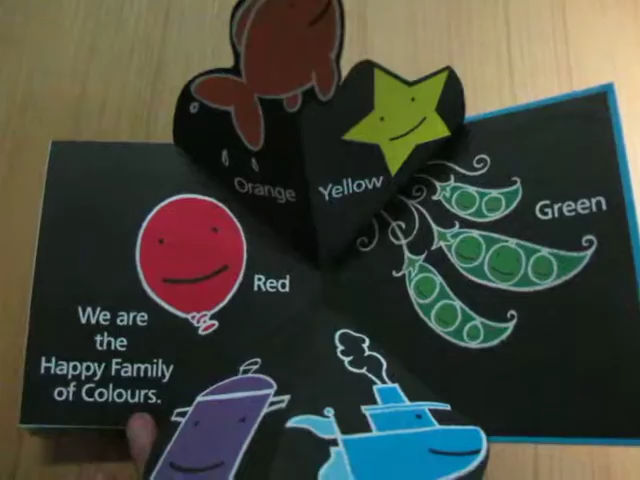 Orange
Yellow
Green
Red
We are
the
Happy Family
of Colours.